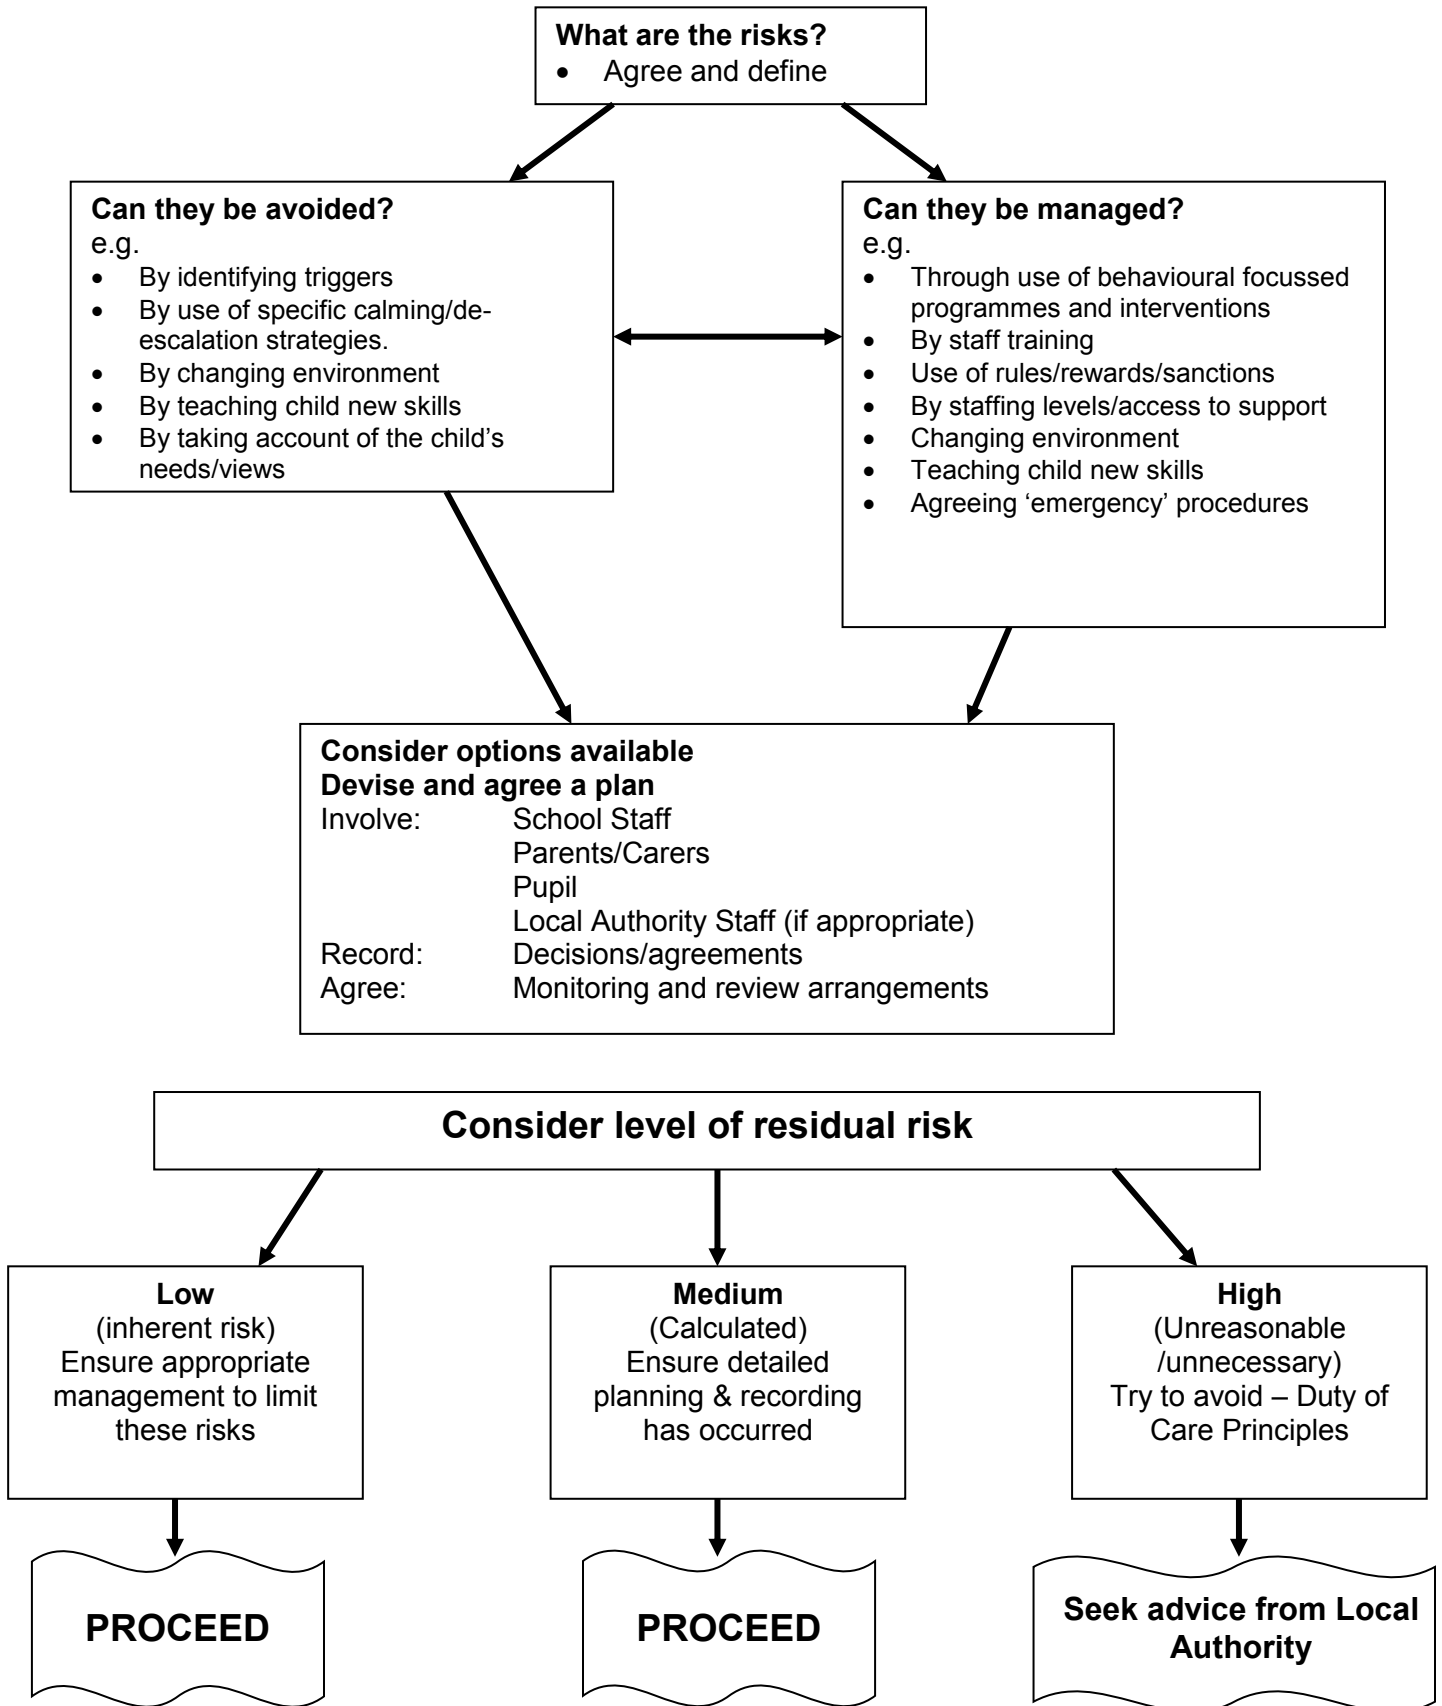 What are the risks?
• Agree and define
Can they be avoided?
e.g.
• By identifying triggers
• By use of specific calming/de-
escalation strategies.
• By changing environment
• By teaching child new skills
• By taking account of the child’s
needs/views
Can they be managed?
e.g.
• Through use of behavioural focussed
programmes and interventions
• By staff training
• Use of rules/rewards/sanctions
• By staffing levels/access to support
• Changing environment
• Teaching child new skills
• Agreeing ‘emergency’ procedures
Consider options available
Devise and agree a plan
Involve: School Staff
Parents/Carers
Pupil
Local Authority Staff (if appropriate)
Record: Decisions/agreements
Agree: Monitoring and review arrangements
Consider level of residual risk
Low
(inherent risk)
Ensure appropriate
management to limit
these risks
Medium
(Calculated)
Ensure detailed
planning & recording
has occurred
High
(Unreasonable
/unnecessary)
Try to avoid – Duty of
Care Principles
PROCEED
PROCEED
Seek advice from Local
Authority